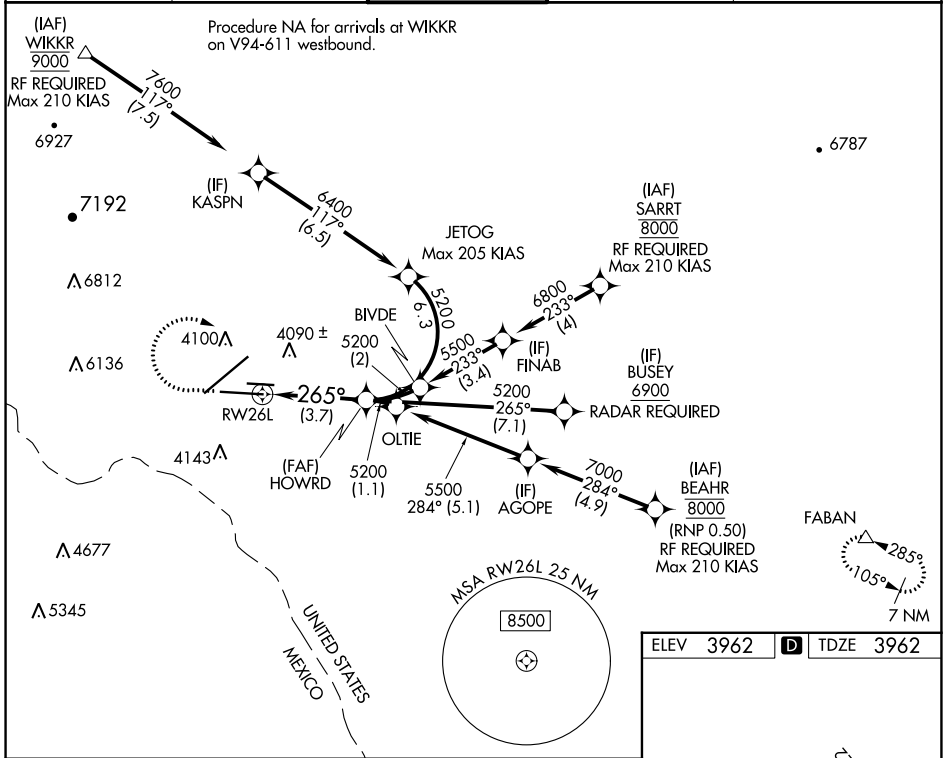 Procedure NA for arrivals at WIKKR
on V94-611 westbound.
(IAF)
WIKKR
9000
RF REQUIRED
Max 210 KIAS
7600
117°
(7.5)
6927
6787
(IF)
KASPN
7192
6400
117°
(6.5)
JETOG
Max 205 KIAS
(IAF)
SARRT
8000
RF REQUIRED
Max 210 KIAS
6812
5200
6.3
6800
233°
(4)
BIVDE
4100
4090 ±
5200
(2)
5500
233°
(3.4)
(IF)
FINAB
6136
(IF)
BUSEY
6900
RADAR REQUIRED
5200
265°
(7.1)
265°
(3.7)
RW26L
OLTIE
4143
(FAF)
HOWRD
5200
(1.1)
5500
284° (5.1)
(IF)
AGOPE
7000
284°
(4.9)
(IAF)
BEAHR
8000
(RNP 0.50)
RF REQUIRED
Max 210 KIAS
FABAN
285°
105°
7 NM
4677
5345
MSA RW26L 25 NM
8500
UNITED STATES
MEXICO
ELEV 3962 D TDZE 3962